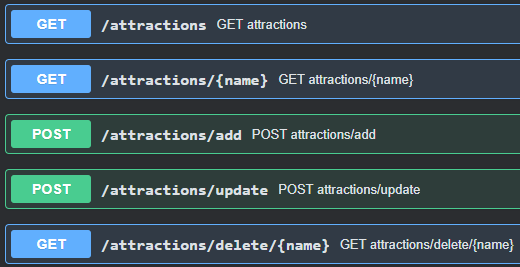 GET /attractions GET attractions
GET /attractions/{name} GET attractions/{name}
POST /attractions/add POST attractions/add
POST /attractions/update POST attractions/update
GET /attractions/delete/{name} GET attractions/delete/{name}